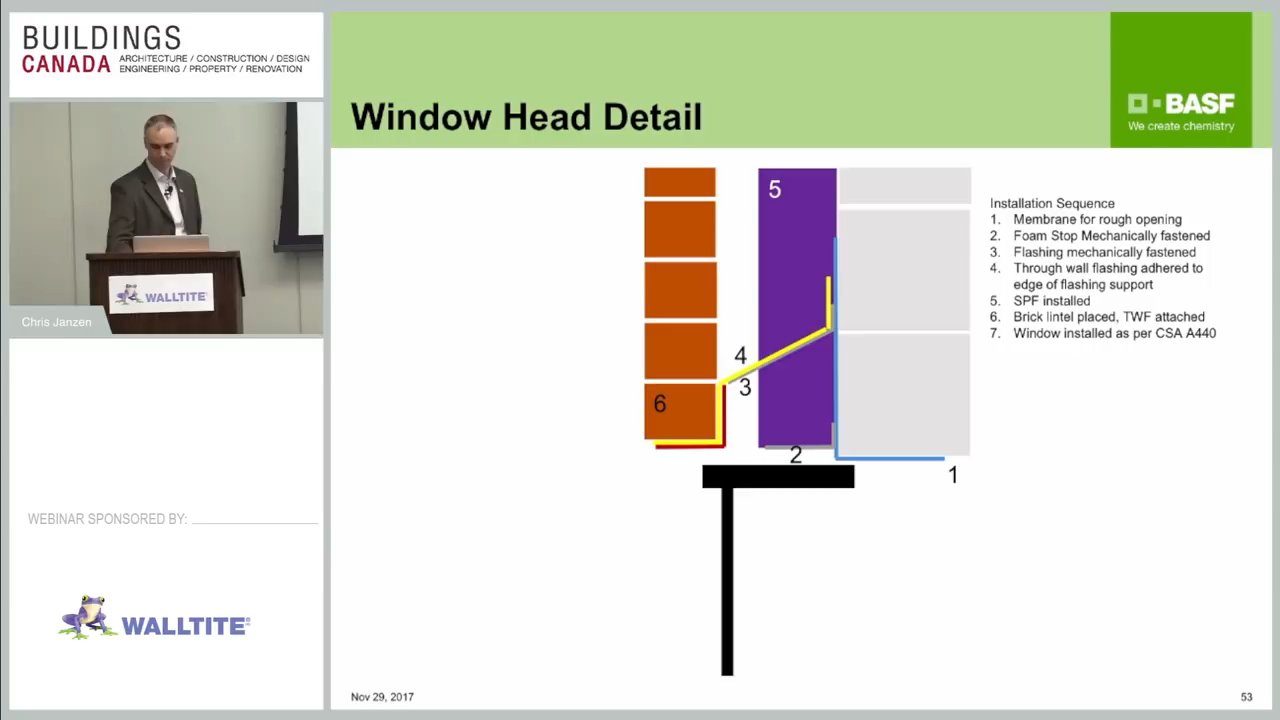 BUILDINGS
CANADA
ARCHITECTURE / CONSTRUCTION / DESIGN
ENGINEERING / PROPERTY / RENOVATION
WALLTITE
Chris Janzen
WEBINAR SPONSORED BY:
WALLTITE®
BASF
We create chemistry
Window Head Detail
5
4
3
6
2
1
Installation Sequence
1. Membrane for rough opening
2. Foam Stop Mechanically fastened
3. Flashing mechanically fastened
4. Through wall flashing adhered to
edge of flashing support
5. SPF installed
6. Brick lintel placed, TWF attached
7. Window installed as per CSA A440
Nov 29, 2017
53